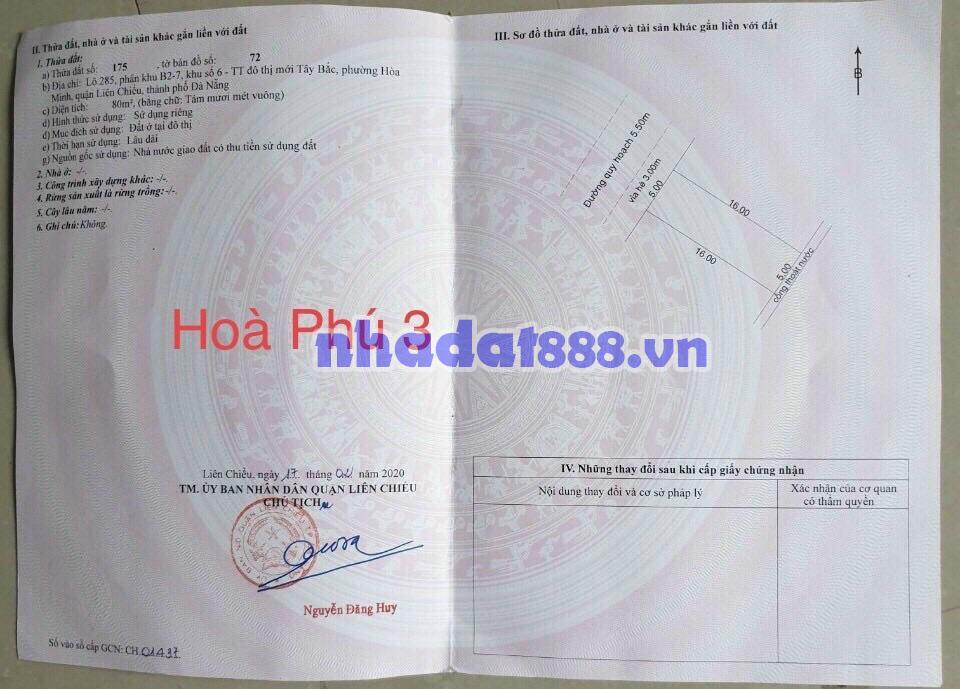 II. Thửa đất, nhà ở và tài sản khác gắn liền với đất
1. Thửa đất:
a) Thửa đất số: 175 , tờ bản đồ số: 72
b) Địa chỉ: Lô 285, phân khu B2-7, khu số 6 - TT đô thị mới Tây Bắc, phường Hòa
Minh, quận Liên Chiểu, thành phố Đà Nẵng
c) Diện tích: 80m², (bằng chữ: Tám mươi mét vuông)
d) Hình thức sử dụng: Sử dụng riêng
đ) Mục đích sử dụng: Đất ở tại đô thị
e) Thời hạn sử dụng: Lâu dài
g) Nguồn gốc sử dụng: Nhà nước giao đất có thu tiền sử dụng đất
2. Nhà ở: -/-.
3. Công trình xây dựng khác: -/-.
4. Rừng sản xuất là rừng trồng: -/-.
5. Cây lâu năm: -/-.
6. Ghi chú: Không.
Hoà Phú 3
nhadat888.vn
Liên Chiểu, ngày 17 tháng 02 năm 2020
TM. ỦY BAN NHÂN DÂN QUẬN LIÊN CHIỂU
CHỦ TỊCH
Nguyễn Đăng Huy
Số vào sổ cấp GCN: CH 01437
III. Sơ đồ thửa đất, nhà ở và tài sản khác gắn liền với đất
B
Đường quy hoạch 5.50m
vỉa hè 3.00m
5.00
16.00
16.00
5.00
cống thoát nước
IV. Những thay đổi sau khi cấp giấy chứng nhận
Nội dung thay đổi và cơ sở pháp lý
Xác nhận của cơ quan
có thẩm quyền